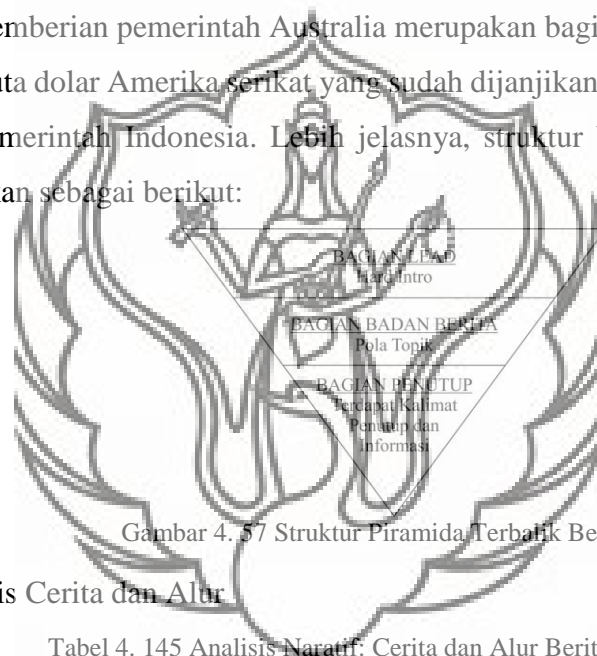 emberian pemerintah Australia merupakan bagi
uta dolar Amerika serikat yang sudah dijanjikan
merintah Indonesia. Lebih jelasnya, struktur
kan sebagai berikut:
BAGIAN LEAD
Hard Intro
BAGIAN BADAN BERITA
Pola Topik
BAGIAN PENUTUP
Terdapat Kalimat
Penutup dan
Informasi
Gambar 4. 57 Struktur Piramida Terbalik Be
is Cerita dan Alur
Tabel 4. 145 Analisis Naratif: Cerita dan Alur Berit